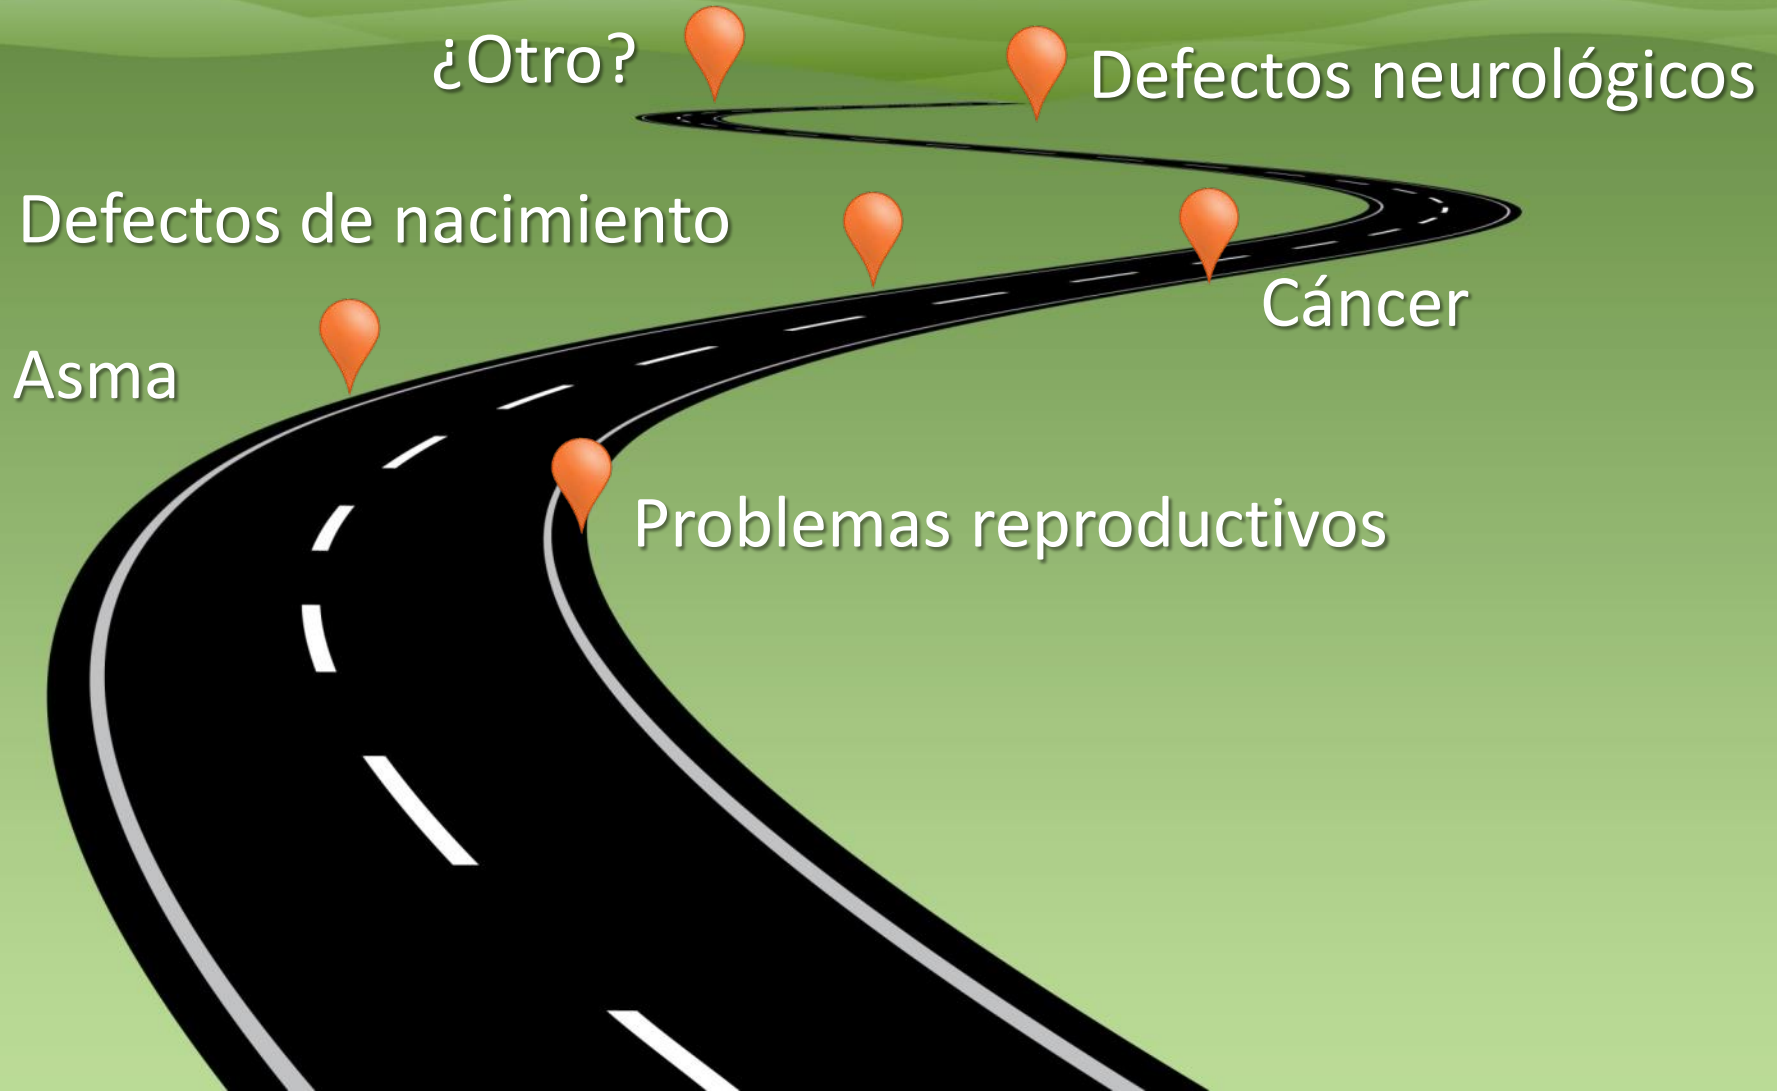 ¿Otro?
Defectos neurológicos
Defectos de nacimiento
Cáncer
Asma
Problemas reproductivos